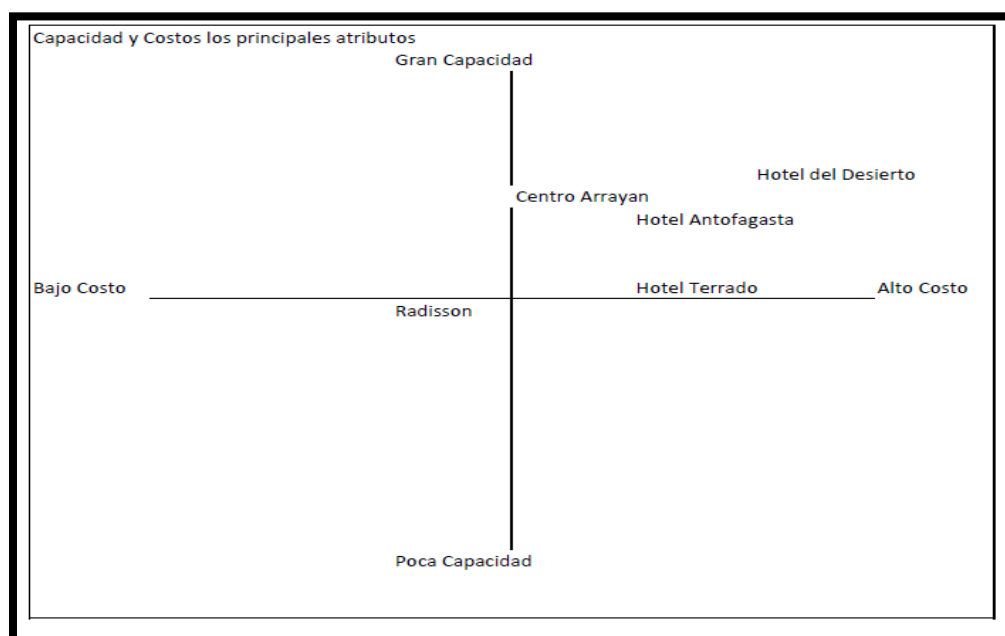 Capacidad y Costos los principales atributos
Gran Capacidad
Hotel del Desierto
Centro Arrayan
Hotel Antofagasta
Bajo Costo
Hotel Terrado
Alto Costo
Radisson
Poca Capacidad